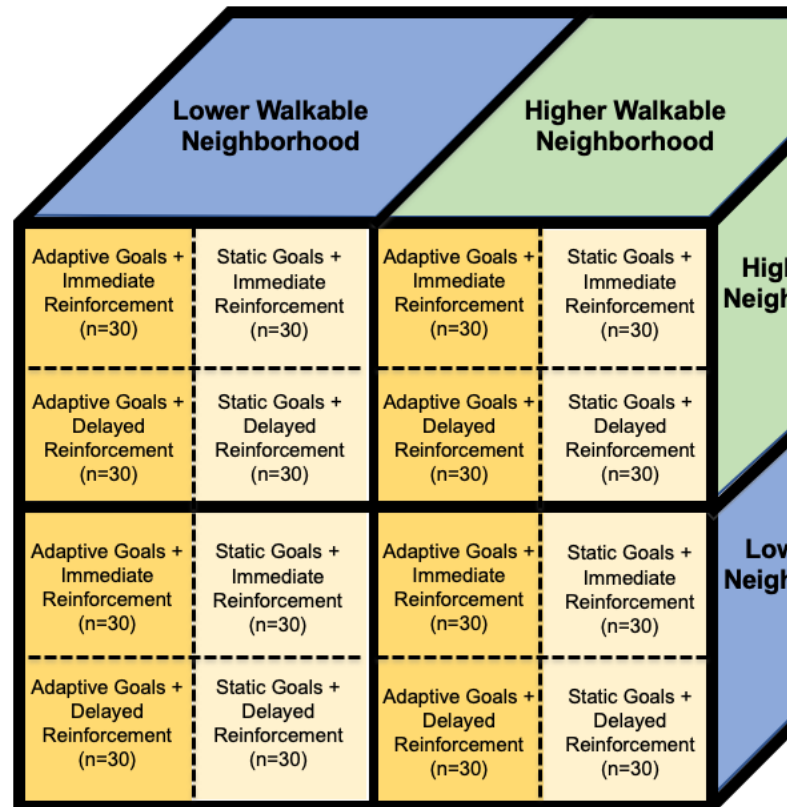 Lower Walkable
Neighborhood
Higher Walkable
Neighborhood
Adaptive Goals +
Immediate
Reinforcement
(n=30)
Static Goals +
Immediate
Reinforcement
(n=30)
Adaptive Goals +
Immediate
Reinforcement
(n=30)
Static Goals +
Immediate
Reinforcement
(n=30)
Adaptive Goals +
Delayed
Reinforcement
(n=30)
Static Goals +
Delayed
Reinforcement
(n=30)
Adaptive Goals +
Delayed
Reinforcement
(n=30)
Static Goals +
Delayed
Reinforcement
(n=30)
Adaptive Goals +
Immediate
Reinforcement
(n=30)
Static Goals +
Immediate
Reinforcement
(n=30)
Adaptive Goals +
Immediate
Reinforcement
(n=30)
Static Goals +
Immediate
Reinforcement
(n=30)
Adaptive Goals +
Delayed
Reinforcement
(n=30)
Static Goals +
Delayed
Reinforcement
(n=30)
Adaptive Goals +
Delayed
Reinforcement
(n=30)
Static Goals +
Delayed
Reinforcement
(n=30)